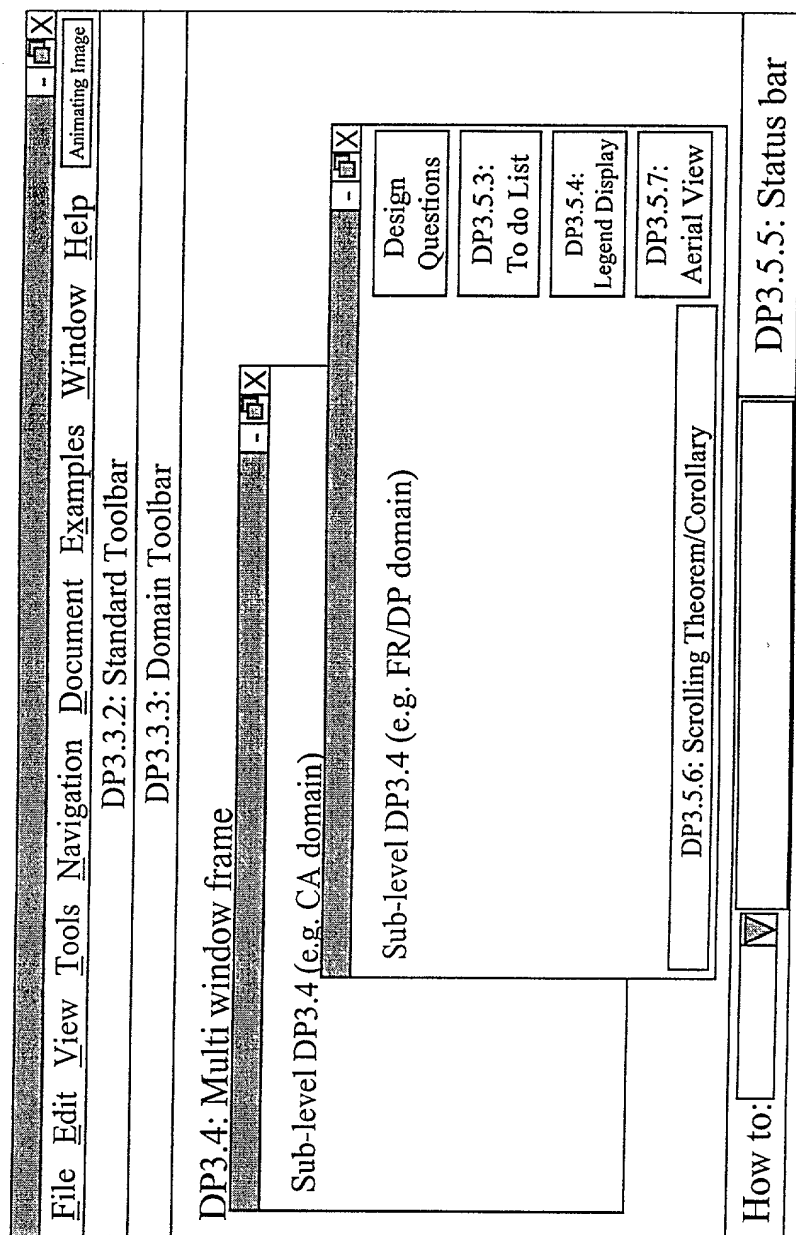 File Edit View Tools Navigation Document Examples Window Help Animating Image
DP3.3.2: Standard Toolbar
DP3.3.3: Domain Toolbar
DP3.4: Multi window frame
Sub-level DP3.4 (e.g. CA domain)
Sub-level DP3.4 (e.g. FR/DP domain)
Design
Questions
DP3.5.3:
To do List
DP3.5.4:
Legend Display
DP3.5.7:
Aerial View
DP3.5.6: Scrolling Theorem/Corollary
How to:
DP3.5.5: Status bar